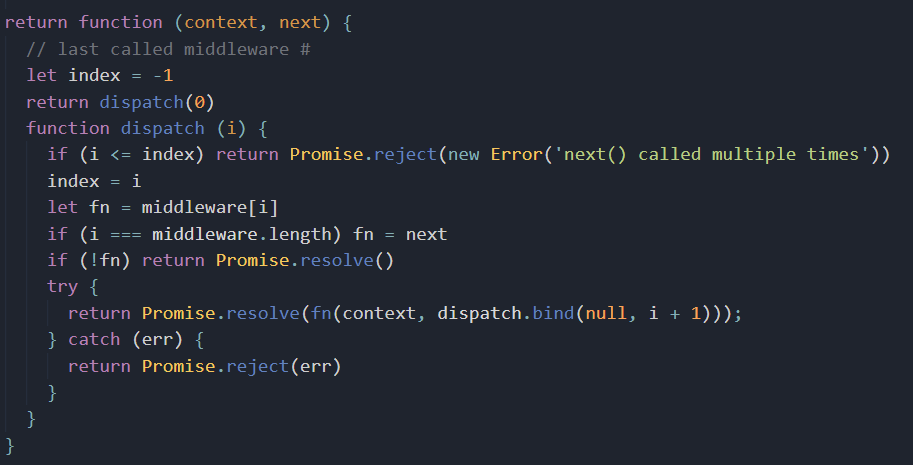 return function (context, next) {
  // last called middleware #
  let index = -1
  return dispatch(0)
  function dispatch (i) {
    if (i <= index) return Promise.reject(new Error('next() called multiple times'))
    index = i
    let fn = middleware[i]
    if (i === middleware.length) fn = next
    if (!fn) return Promise.resolve()
    try {
      return Promise.resolve(fn(context, dispatch.bind(null, i + 1)));
    } catch (err) {
      return Promise.reject(err)
    }
  }
}